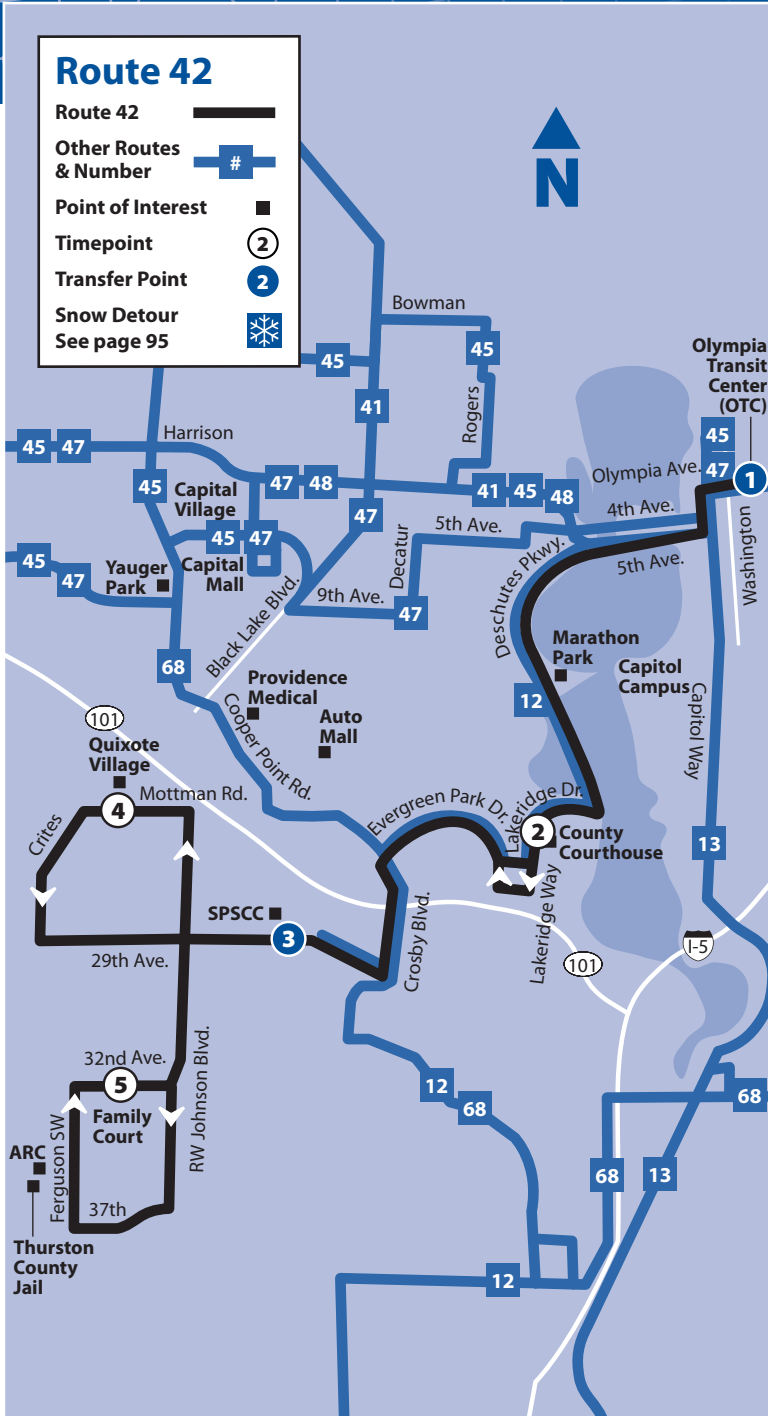 Route 42
Route 42
Other Routes
& Number
#
Point of Interest
Timepoint
2
Transfer Point
2
Snow Detour
See page 95
N
Bowman
45
45
Rogers
41
Olympia
Transit
Center
(OTC)
45
47
1
45
47
Harrison
45
Capital
Village
47
48
41
45
48
Olympia Ave.
4th Ave.
47
5th Ave.
5th Ave.
Washington
45
47
Capital
Mall
45
47
Yauger
Park
Black Lake Blvd.
9th Ave.
Decatur
47
Deschutes Pkwy.
Marathon
Park
Capitol
Campus
Capitol Way
68
Providence
Medical
Auto
Mall
Cooper Point Rd.
12
101
Quixote
Village
4
Mottman Rd.
Crites
Evergreen Park Dr.
Lakeridge Dr.
2
County
Courthouse
Lakeridge Way
13
SPSCC
3
29th Ave.
Crosby Blvd.
101
I-5
32nd Ave.
5
Family
Court
RW Johnson Blvd.
Ferguson SW
37th
ARC
Thurston
County
Jail
12
68
68
68
13
12